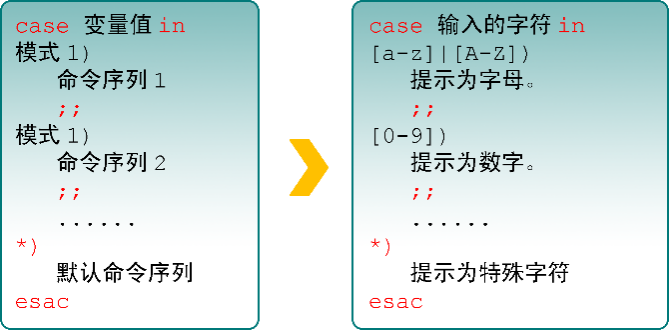 case 变量值 in
模式 1)
命令序列 1
;;
模式 1)
命令序列 2
;;
......
*)
默认命令序列
esac
case 输入的字符 in
[a-z]|[A-Z])
提示为字母。
;;
[0-9])
提示为数字。
;;
......
*)
提示为特殊字符
esac